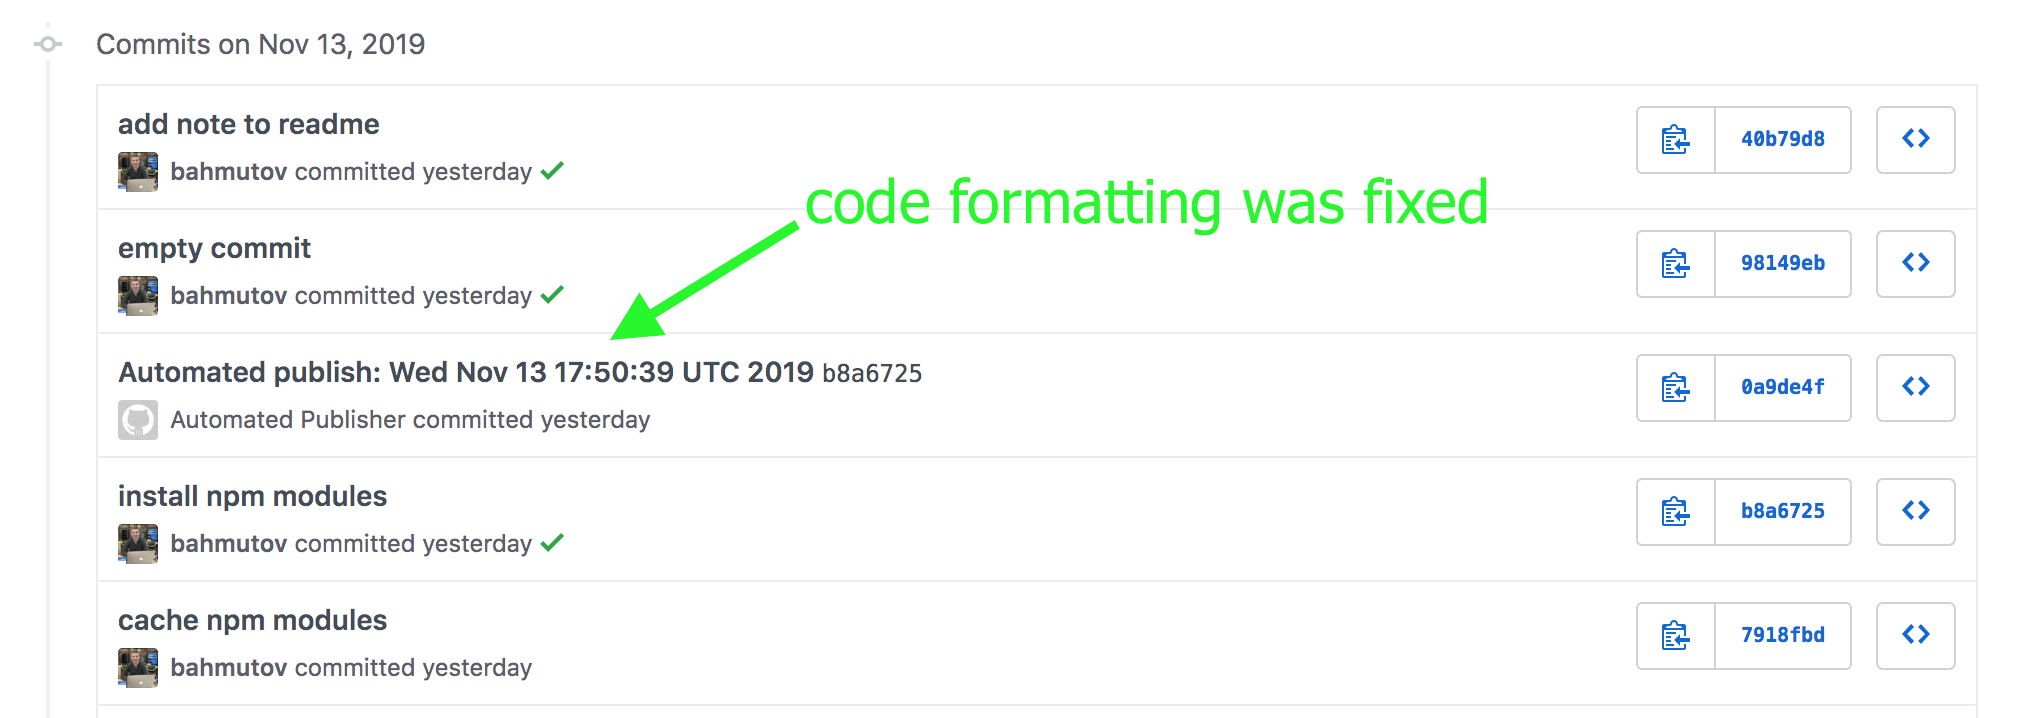 Commits on Nov 13, 2019
add note to readme
bahmutov committed yesterday
40b79d8
code formatting was fixed
empty commit
bahmutov committed yesterday
98149eb
Automated publish: Wed Nov 13 17:50:39 UTC 2019 b8a6725
Automated Publisher committed yesterday
0a9de4f
install npm modules
bahmutov committed yesterday
b8a6725
cache npm modules
bahmutov committed yesterday
7918fbd